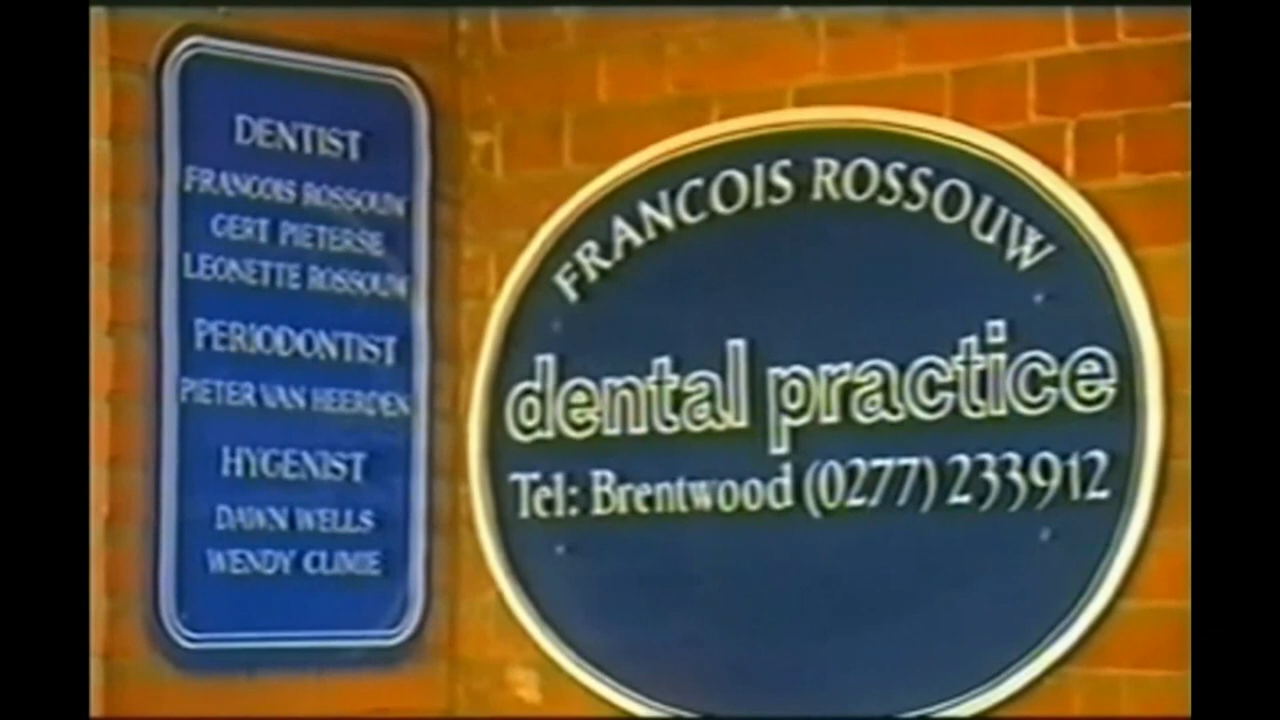 DENTIST
FRANCOIS ROSSOUW
GERT PIETERSE
LEONETTE ROSSOUW
PERIODONTIST
PIETER VAN HEERDEN
HYGENIST
DAWN WELLS
WENDY CLIMIE
FRANCOIS ROSSOUW
dental practice
Tel: Brentwood (0277) 233912